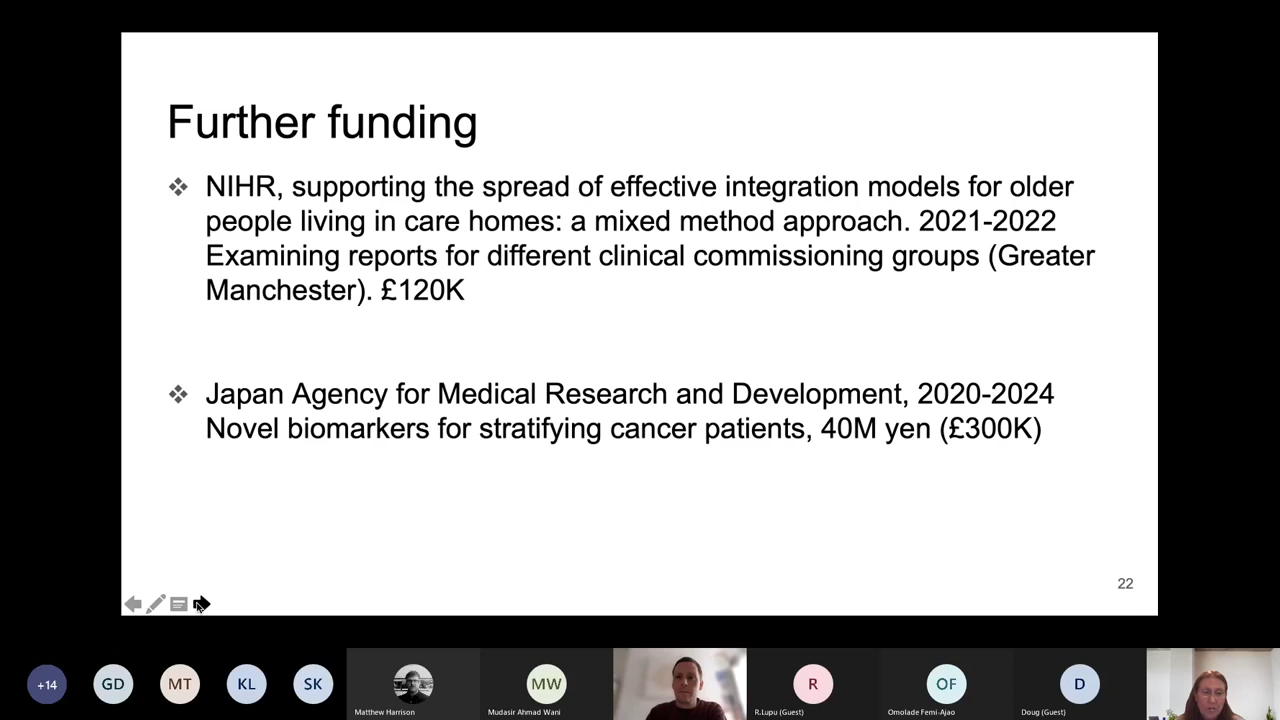 Further funding
❖ NIHR, supporting the spread of effective integration models for older
people living in care homes: a mixed method approach. 2021-2022
Examining reports for different clinical commissioning groups (Greater
Manchester). £120K
❖ Japan Agency for Medical Research and Development, 2020-2024
Novel biomarkers for stratifying cancer patients, 40M yen (£300K)
22
+14
GD
MT
KL
SK
Matthew Harrison
MW
Mudasir Ahmad Wani
R
R.Lupu (Guest)
OF
Omolade Femi-Ajao
D
Doug (Guest)